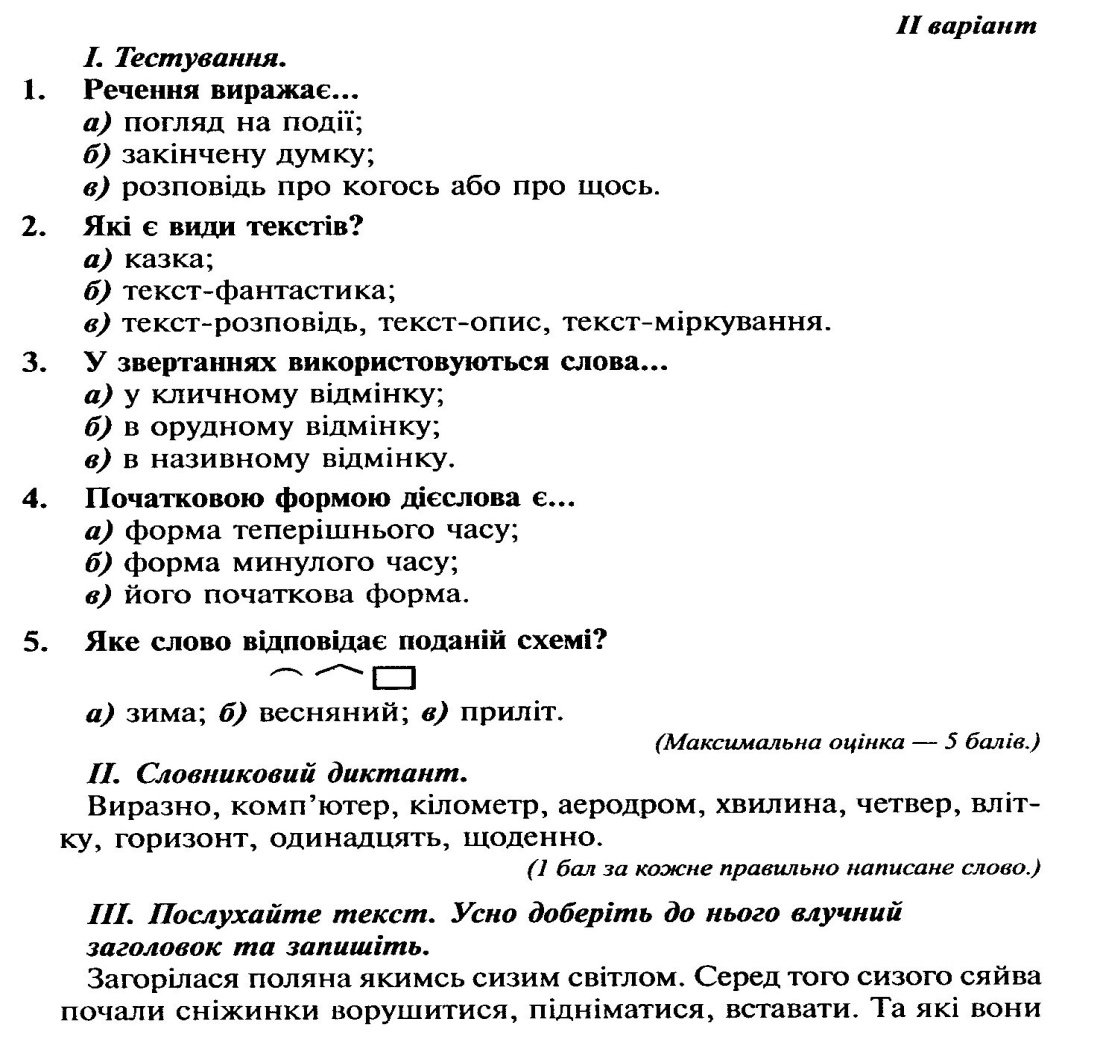 II варіант
I. Тестування.
1. Речення виражає...
а) погляд на події;
б) закінчену думку;
в) розповідь про когось або про щось.
2. Які є види текстів?
а) казка;
б) текст-фантастика;
в) текст-розповідь, текст-опис, текст-міркування.
3. У звертаннях використовуються слова...
а) у кличному відмінку;
б) в орудному відмінку;
в) в називному відмінку.
4. Початковою формою дієслова є...
а) форма теперішнього часу;
б) форма минулого часу;
в) його початкова форма.
5. Яке слово відповідає поданій схемі?
а) зима; б) весняний; в) приліт.
(Максимальна оцінка — 5 балів.)
II. Словниковий диктант.
Виразно, комп’ютер, кілометр, аеродром, хвилина, четвер, вліт-
ку, горизонт, одинадцять, щоденно.
(1 бал за кожне правильно написане слово.)
III. Послухайте текст. Усно доберіть до нього влучний
заголовок та запишіть.
Загорілася поляна якимсь сизим світлом. Серед того сизого сяйва
почали сніжинки ворушитися, підніматися, вставати. Та які вони